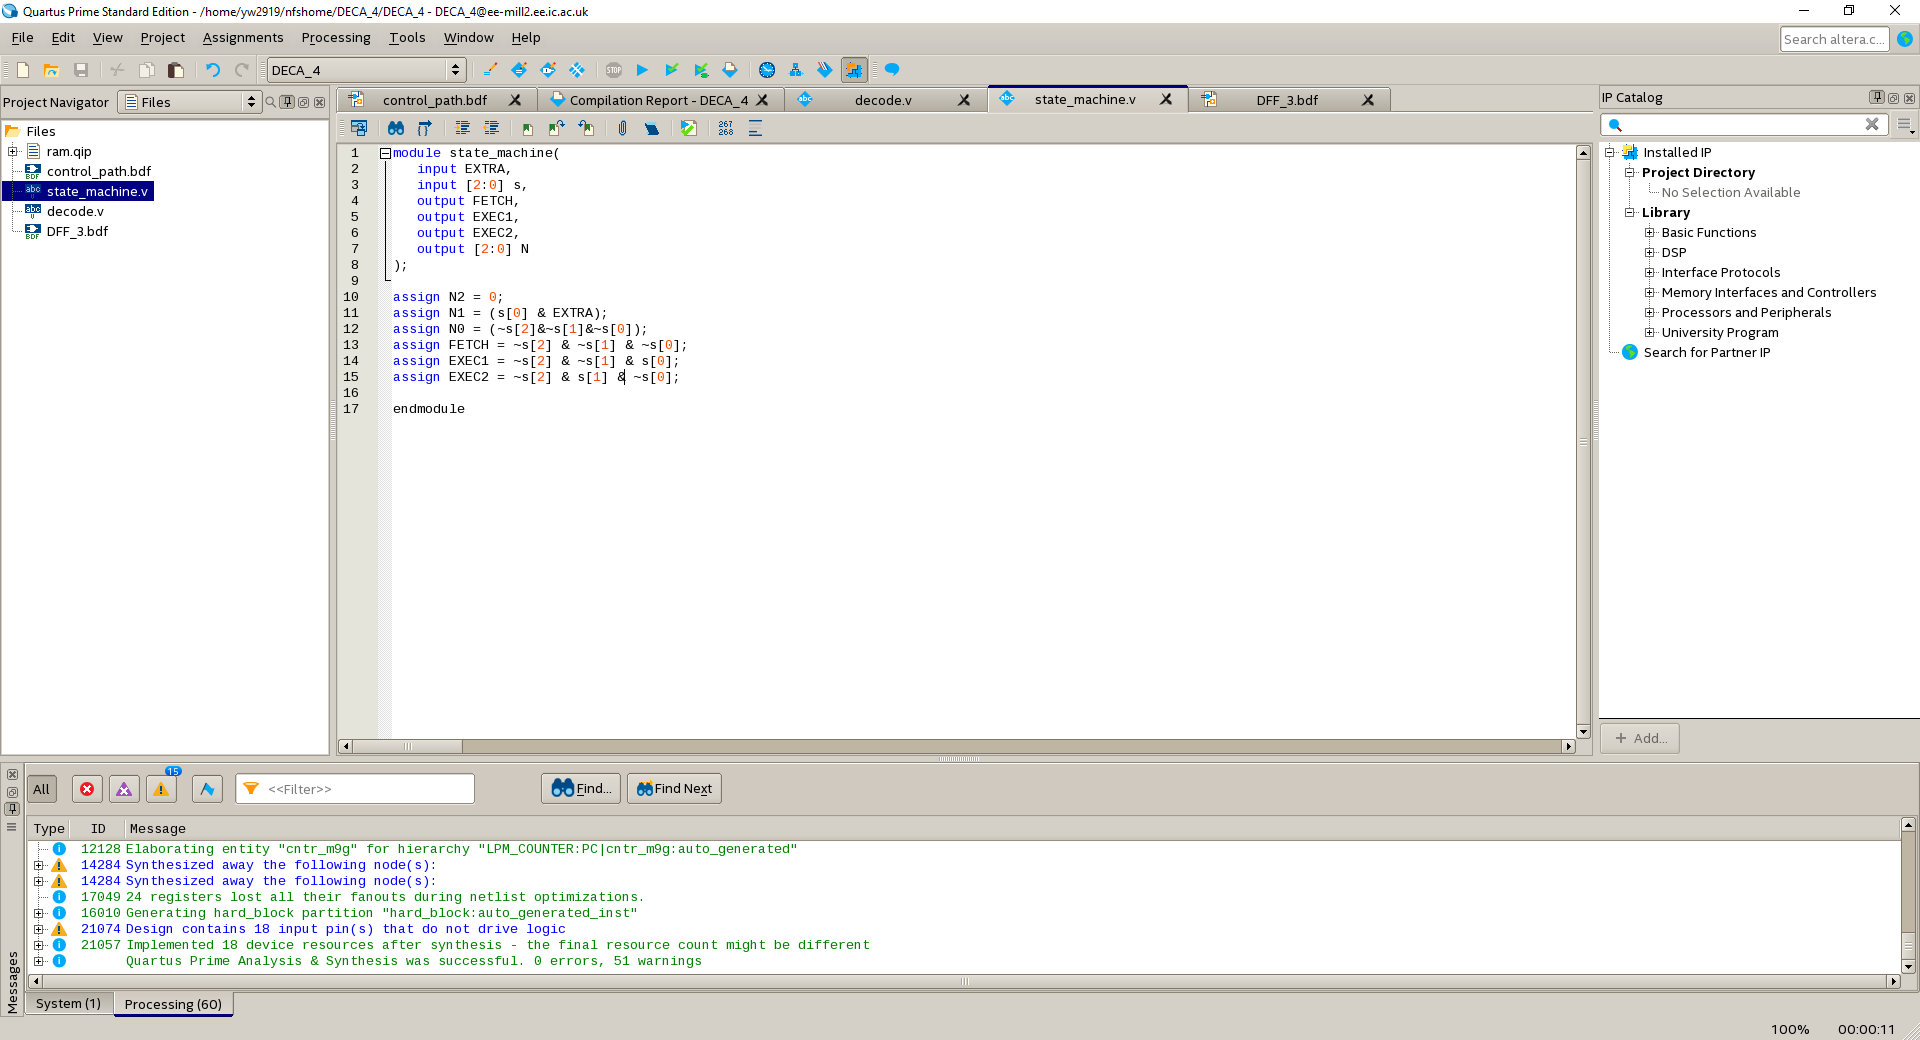 Quartus Prime Standard Edition - /home/yw2919/nfshome/DECA_4/DECA_4 - DECA_4@ee-mill2.ee.ic.ac.uk
File Edit View Project Assignments Processing Tools Window Help
Search altera.c...
STOP
DECA_4
Project Navigator Files
control_path.bdf
Compilation Report - DECA_4
decode.v
state_machine.v
DFF_3.bdf
IP Catalog
Files
ram.qip
control_path.bdf
state_machine.v
decode.v
DFF_3.bdf
267
268
1 module state_machine(
2 input EXTRA,
3 input [2:0] s,
4 output FETCH,
5 output EXEC1,
6 output EXEC2,
7 output [2:0] N
8 );
9
10 assign N2 = 0;
11 assign N1 = (s[0] & EXTRA);
12 assign N0 = (~s[2]&~s[1]&~s[0]);
13 assign FETCH = ~s[2] & ~s[1] & ~s[0];
14 assign EXEC1 = ~s[2] & ~s[1] & s[0];
15 assign EXEC2 = ~s[2] & s[1] & ~s[0];
16
17 endmodule
Installed IP
Project Directory
No Selection Available
Library
Basic Functions
DSP
Interface Protocols
Memory Interfaces and Controllers
Processors and Peripherals
University Program
Search for Partner IP
+ Add...
All
15
<<Filter>>
Find...
Find Next
Type ID Message
12128 Elaborating entity "cntr_m9g" for hierarchy "LPM_COUNTER:PC|cntr_m9g:auto_generated"
14284 Synthesized away the following node(s):
14284 Synthesized away the following node(s):
17049 24 registers lost all their fanouts during netlist optimizations.
16010 Generating hard_block partition "hard_block:auto_generated_inst"
21074 Design contains 18 input pin(s) that do not drive logic
21057 Implemented 18 device resources after synthesis - the final resource count might be different
Quartus Prime Analysis & Synthesis was successful. 0 errors, 51 warnings
Messages
System (1) Processing (60)
100% 00:00:11